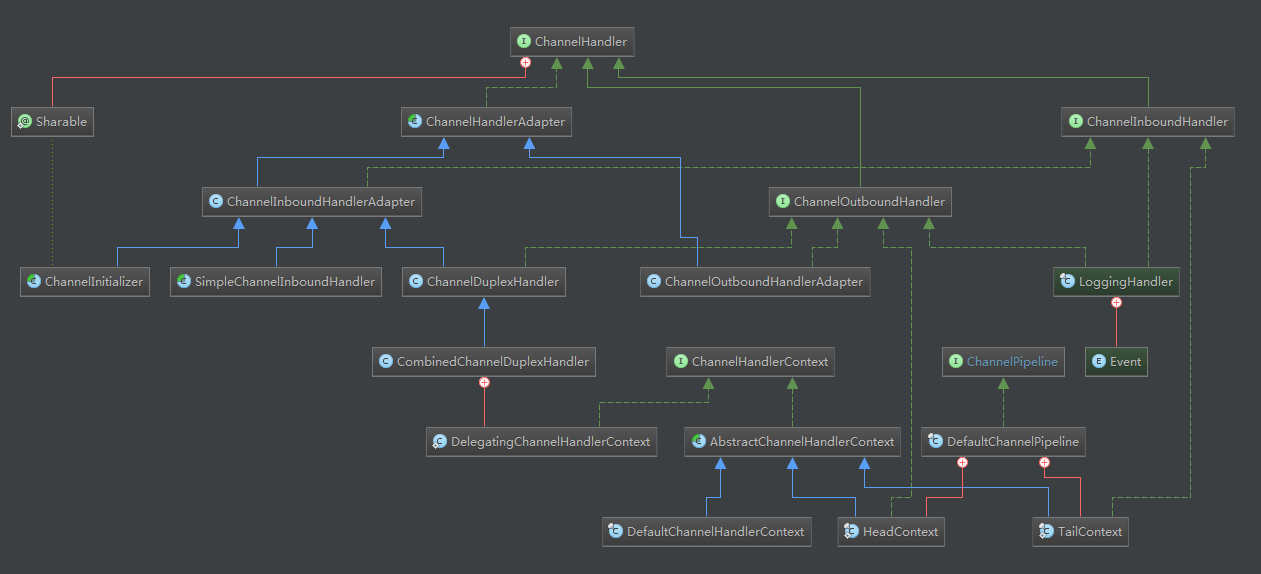 ChannelHandler
Sharable
ChannelHandlerAdapter
ChannelInboundHandler
ChannelInboundHandlerAdapter
ChannelOutboundHandler
ChannelInitializer
SimpleChannelInboundHandler
ChannelDuplexHandler
ChannelOutboundHandlerAdapter
LoggingHandler
CombinedChannelDuplexHandler
ChannelHandlerContext
ChannelPipeline
Event
DelegatingChannelHandlerContext
AbstractChannelHandlerContext
DefaultChannelPipeline
DefaultChannelHandlerContext
HeadContext
TailContext